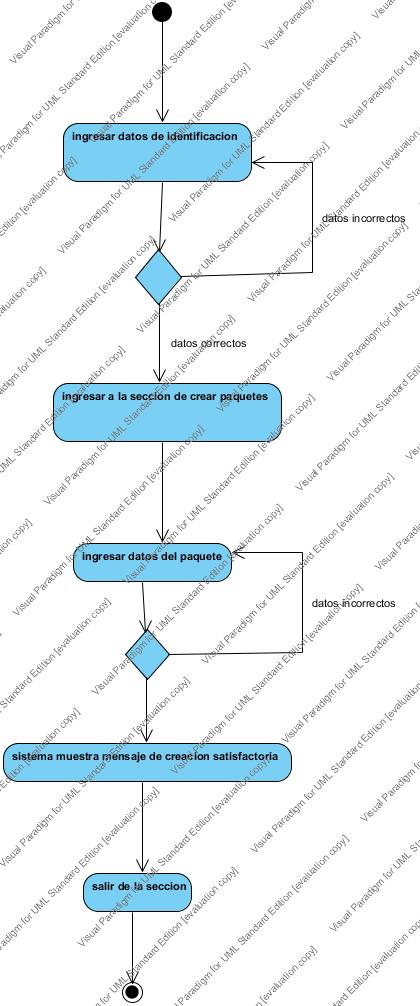 ingresar datos de identificacion
datos incorrectos
datos correctos
ingresar a la seccion de crear paquetes
ingresar datos del paquete
datos incorrectos
sistema muestra mensaje de creacion satisfactoria
salir de la seccion
Visual Paradigm for UML Standard Edition [evaluation copy]